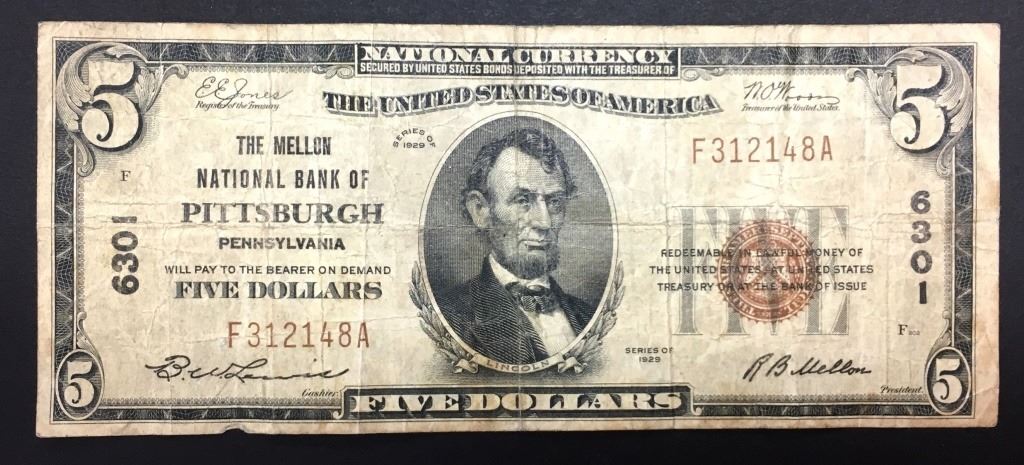 NATIONAL CURRENCY
SECURED BY UNITED STATES BONDS DEPOSITED WITH THE TREASURER OF
THE UNITED STATES OF AMERICA
5
5
E.E. Jones
Register of the Treasury
W.O. Woods
Treasurer of the United States.
SERIES OF
1929
THE MELLON
NATIONAL BANK OF
PITTSBURGH
PENNSYLVANIA
WILL PAY TO THE BEARER ON DEMAND
FIVE DOLLARS
F
6301
F312148A
F312148A
6301
FIVE
REDEEMABLE IN LAWFUL MONEY OF
THE UNITED STATES AT UNITED STATES
TREASURY OR AT THE BANK OF ISSUE
F
SERIES OF
1929
LINCOLN
B.W. Lewis
Cashier
R B Mellon
President.
5
5
FIVE DOLLARS